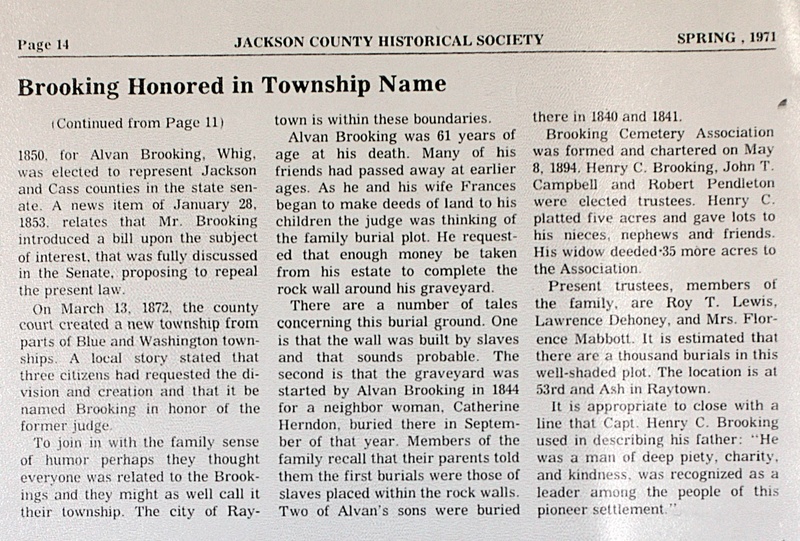 Page 14
JACKSON COUNTY HISTORICAL SOCIETY
SPRING , 1971
Brooking Honored in Township Name
(Continued from Page 11)
1850, for Alvan Brooking, Whig,
was elected to represent Jackson
and Cass counties in the state sen-
ate. A news item of January 28,
1853, relates that Mr. Brooking
introduced a bill upon the subject
of interest, that was fully discussed
in the Senate, proposing to repeal
the present law.
On March 13, 1872, the county
court created a new township from
parts of Blue and Washington town-
ships. A local story stated that
three citizens had requested the di-
vision and creation and that it be
named Brooking in honor of the
former judge.
To join in with the family sense
of humor perhaps they thought
everyone was related to the Brook-
ings and they might as well call it
their township. The city of Ray-
town is within these boundaries.
Alvan Brooking was 61 years of
age at his death. Many of his
friends had passed away at earlier
ages. As he and his wife Frances
began to make deeds of land to his
children the judge was thinking of
the family burial plot. He request-
ed that enough money be taken
from his estate to complete the
rock wall around his graveyard.
There are a number of tales
concerning this burial ground. One
is that the wall was built by slaves
and that sounds probable. The
second is that the graveyard was
started by Alvan Brooking in 1844
for a neighbor woman, Catherine
Herndon, buried there in Septem-
ber of that year. Members of the
family recall that their parents told
them the first burials were those of
slaves placed within the rock walls.
Two of Alvan's sons were buried
there in 1840 and 1841.
Brooking Cemetery Association
was formed and chartered on May
8, 1894. Henry C. Brooking, John T.
Campbell and Robert Pendleton
were elected trustees. Henry C.
platted five acres and gave lots to
his nieces, nephews and friends.
His widow deeded 35 more acres to
the Association.
Present trustees, members of
the family, are Roy T. Lewis,
Lawrence Dehoney, and Mrs. Flor-
ence Mabbott. It is estimated that
there are a thousand burials in this
well-shaded plot. The location is at
53rd and Ash in Raytown.
It is appropriate to close with a
line that Capt. Henry C. Brooking
used in describing his father: "He
was a man of deep piety, charity,
and kindness, was recognized as a
leader among the people of this
pioneer settlement."